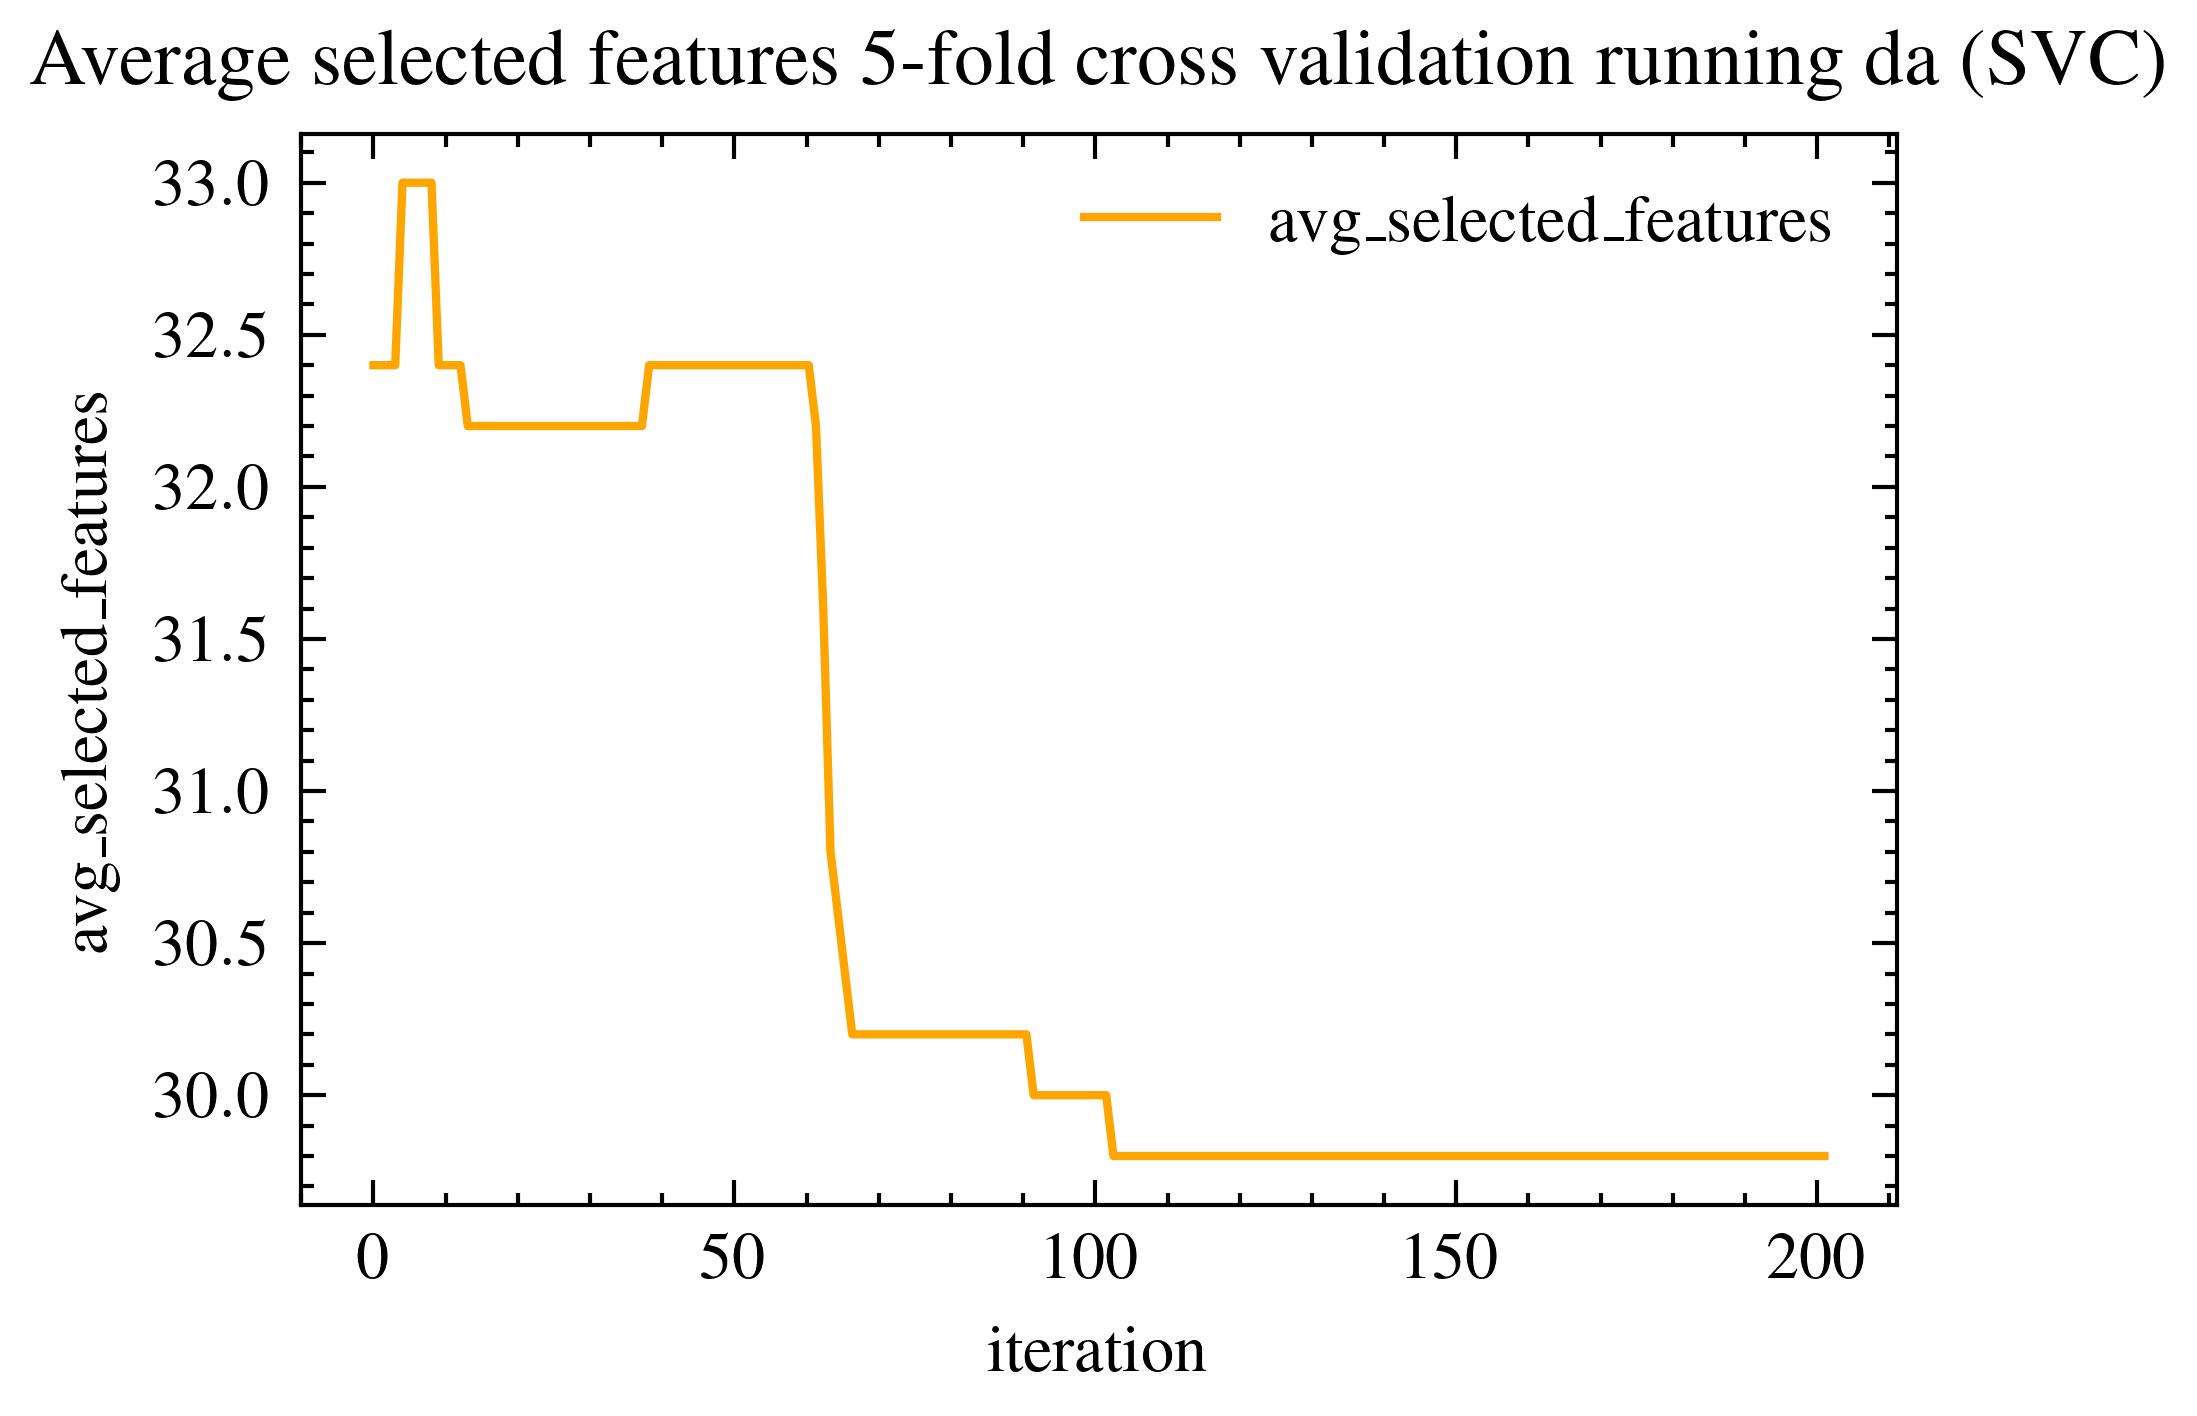 Average selected features 5-fold cross validation running da (SVC)
avg_selected_features
avg_selected_features
33.0
32.5
32.0
31.5
31.0
30.5
30.0
0 50 100 150 200
iteration